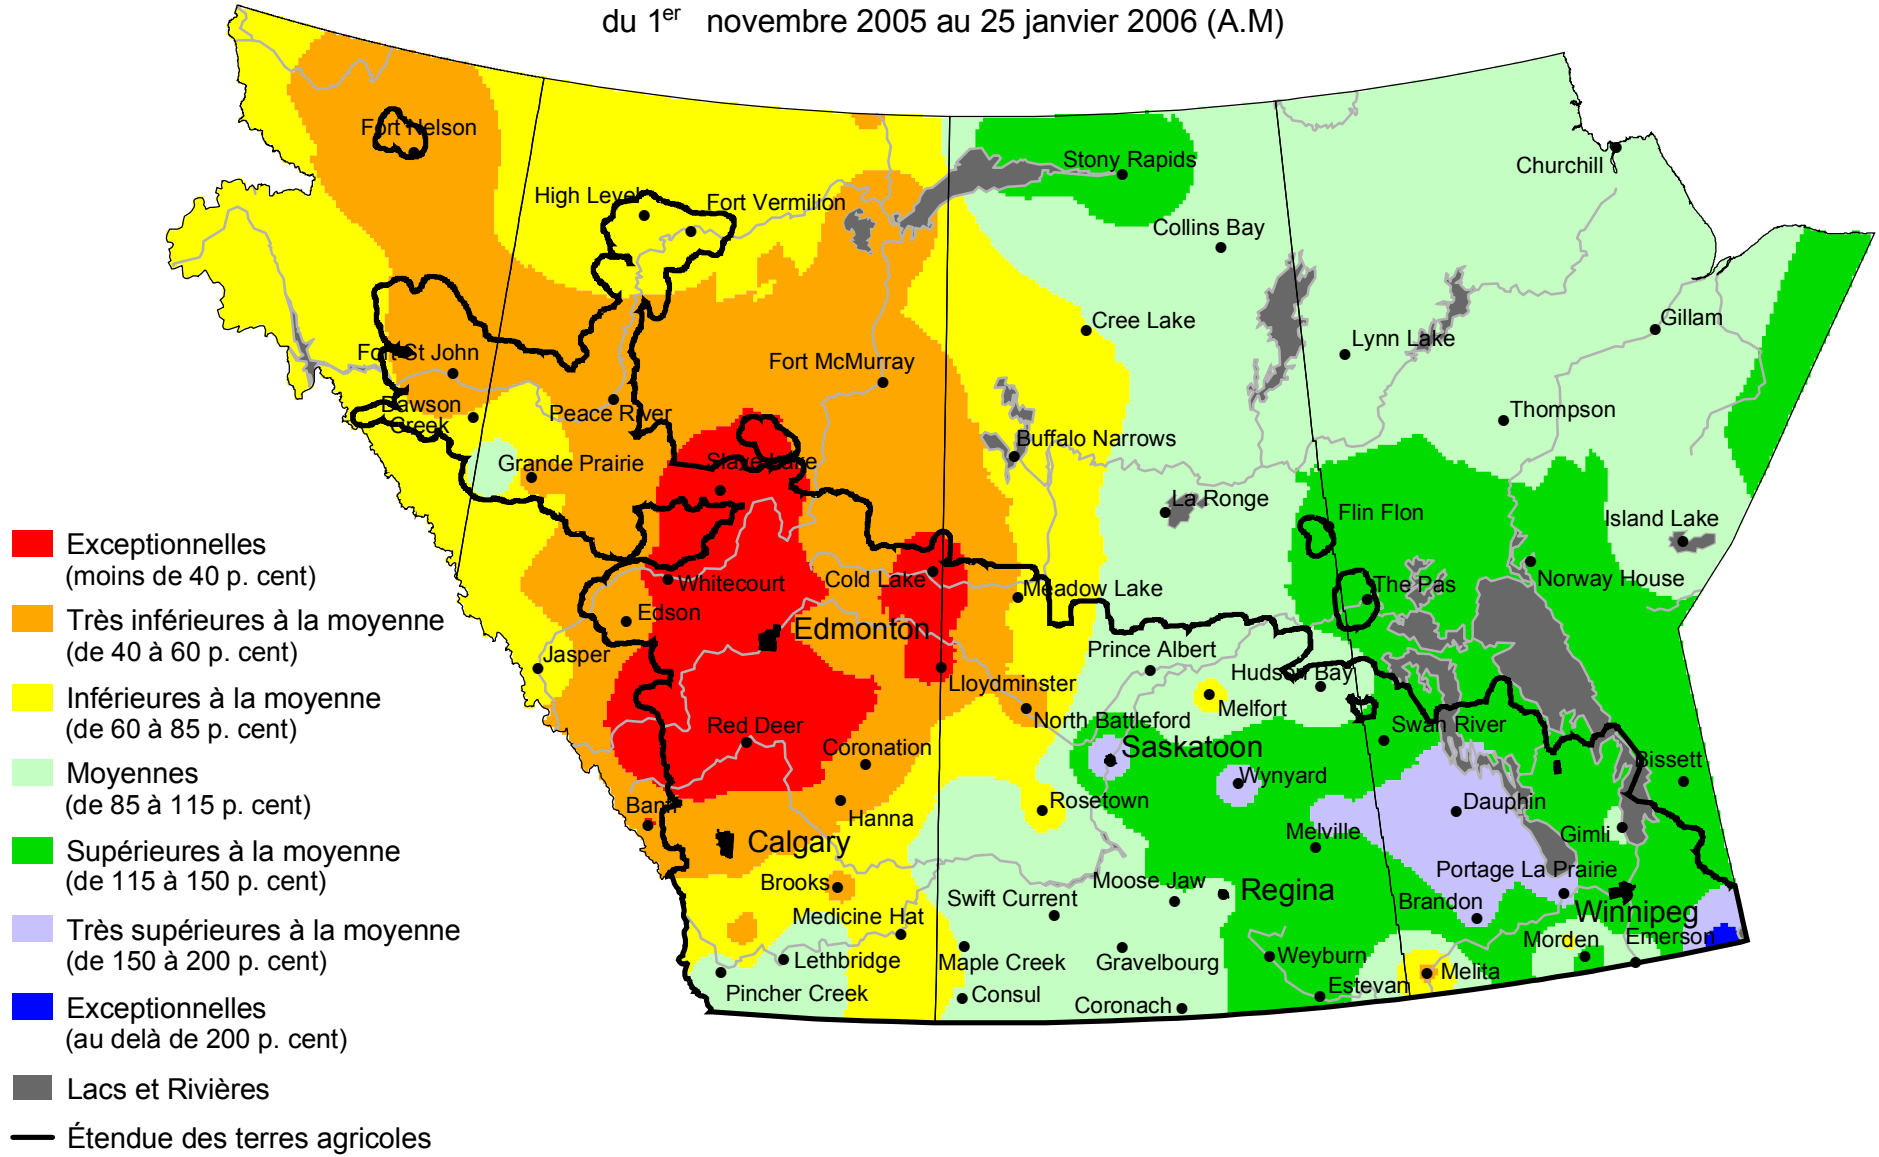 du 1er novembre 2005 au 25 janvier 2006 (A.M)
Fort Nelson
High Level
Fort Vermilion
Stony Rapids
Churchill
Collins Bay
Cree Lake
Gillam
Lynn Lake
Fort St John
Fort McMurray
Dawson
Creek
Peace River
Thompson
Buffalo Narrows
Grande Prairie
Slave Lake
La Ronge
Flin Flon
Island Lake
Whitecourt
Cold Lake
Meadow Lake
The Pas
Norway House
Edson
Edmonton
Jasper
Prince Albert
Hudson Bay
Lloydminster
Melfort
North Battleford
Red Deer
Swan River
Coronation
Saskatoon
Wynyard
Bissett
Banff
Hanna
Rosetown
Dauphin
Calgary
Melville
Gimli
Portage La Prairie
Brooks
Moose Jaw
Regina
Swift Current
Brandon
Winnipeg
Medicine Hat
Morden
Emerson
Lethbridge
Maple Creek
Gravelbourg
Weyburn
Melita
Pincher Creek
Consul
Coronach
Estevan
Exceptionnelles
(moins de 40 p. cent)
Très inférieures à la moyenne
(de 40 à 60 p. cent)
Inférieures à la moyenne
(de 60 à 85 p. cent)
Moyennes
(de 85 à 115 p. cent)
Supérieures à la moyenne
(de 115 à 150 p. cent)
Très supérieures à la moyenne
(de 150 à 200 p. cent)
Exceptionnelles
(au delà de 200 p. cent)
Lacs et Rivières
Étendue des terres agricoles